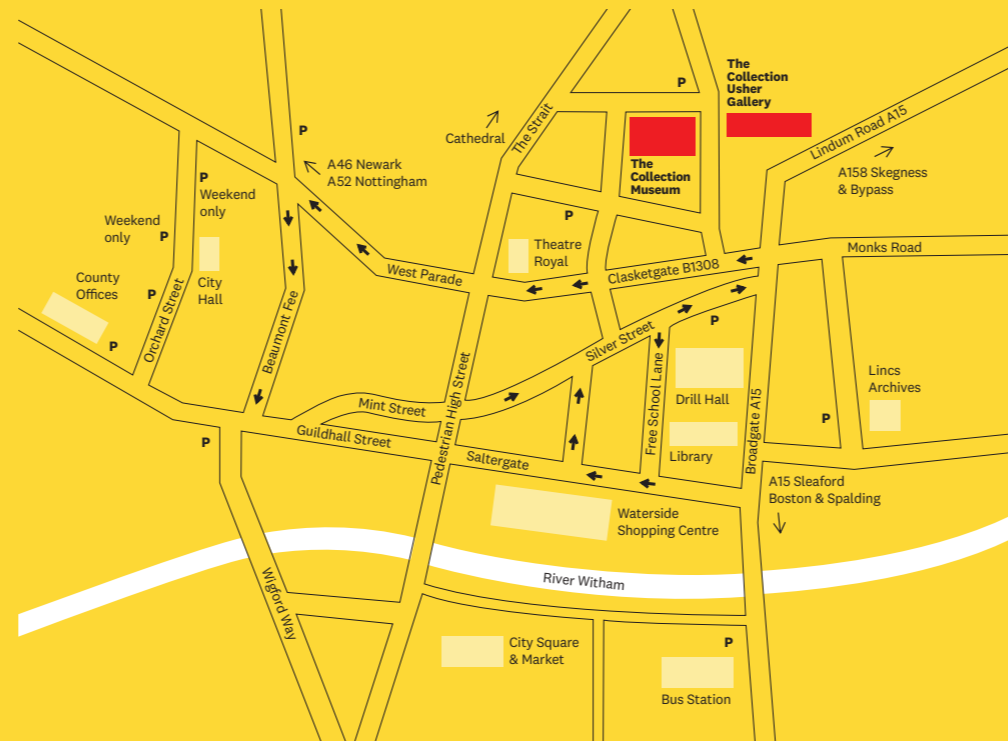 The
Collection
Usher
Gallery
P
P
The Strait
Cathedral
Lindum Road A15
P
A46 Newark
A52 Nottingham
The
Collection
Museum
A158 Skegness
& Bypass
P
Weekend
only
Weekend
only
P
P
Theatre
Royal
Monks Road
West Parade
Clasketgate B1308
County
Offices
P
City
Hall
Orchard Street
Beaumont Fee
P
P
Silver Street
Pedestrian High Street
Free School Lane
Drill Hall
Broadgate A15
Lincs
Archives
Mint Street
P
Guildhall Street
P
Saltergate
Library
A15 Sleaford
Boston & Spalding
Waterside
Shopping Centre
River Witham
Wigford Way
City Square
& Market
P
Bus Station